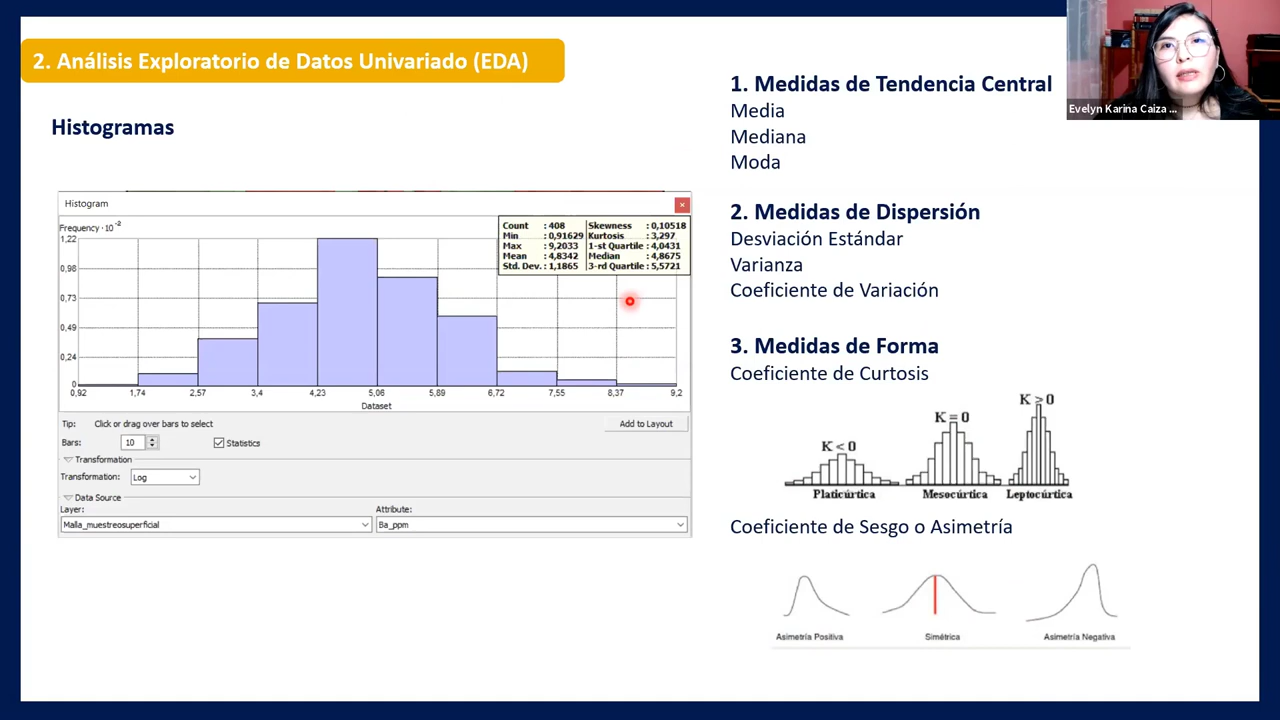 2. Análisis Exploratorio de Datos Univariado (EDA)
Histogramas
Histogram
Frequency · 10 -2
1,22
0,98
0,73
0,49
0,24
0
0,92 1,74 2,57 3,4 4,23 5,06 5,89 6,72 7,55 8,37 9,2
Dataset
Count : 408 Skewness : 0,10518
Min : 0,91629 Kurtosis : 3,297
Max : 9,2033 1-st Quartile : 4,0431
Mean : 4,8342 Median : 4,8675
Std. Dev. : 1,1865 3-rd Quartile : 5,5721
Tip: Click or drag over bars to select
Add to Layout
Bars: 10 Statistics
Transformation
Transformation: Log
Data Source
Layer: Attribute:
Malla_muestreosuperficial Ba_ppm
1. Medidas de Tendencia Central
Media
Mediana
Moda
2. Medidas de Dispersión
Desviación Estándar
Varianza
Coeficiente de Variación
3. Medidas de Forma
Coeficiente de Curtosis
K < 0 K = 0 K > 0
Platicúrtica Mesocúrtica Leptocúrtica
Coeficiente de Sesgo o Asimetría
Asimetría Positiva Simétrica Asimetría Negativa
Evelyn Karina Caiza ...